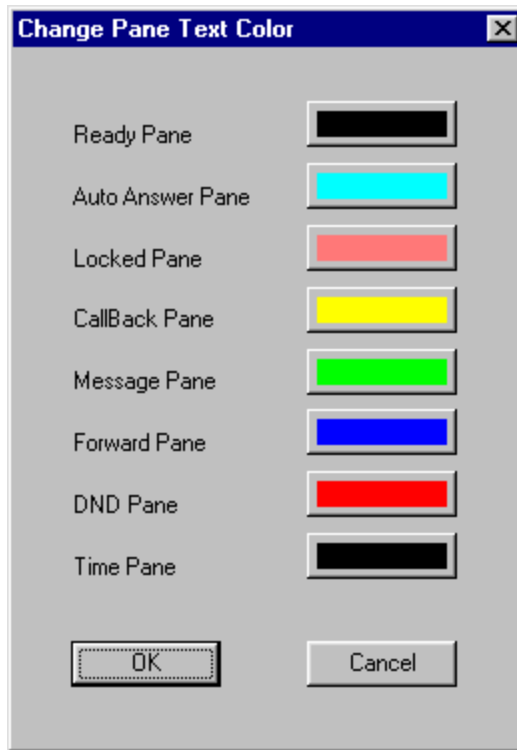 Change Pane Text Color
Ready Pane
Auto Answer Pane
Locked Pane
CallBack Pane
Message Pane
Forward Pane
DND Pane
Time Pane
OK
Cancel